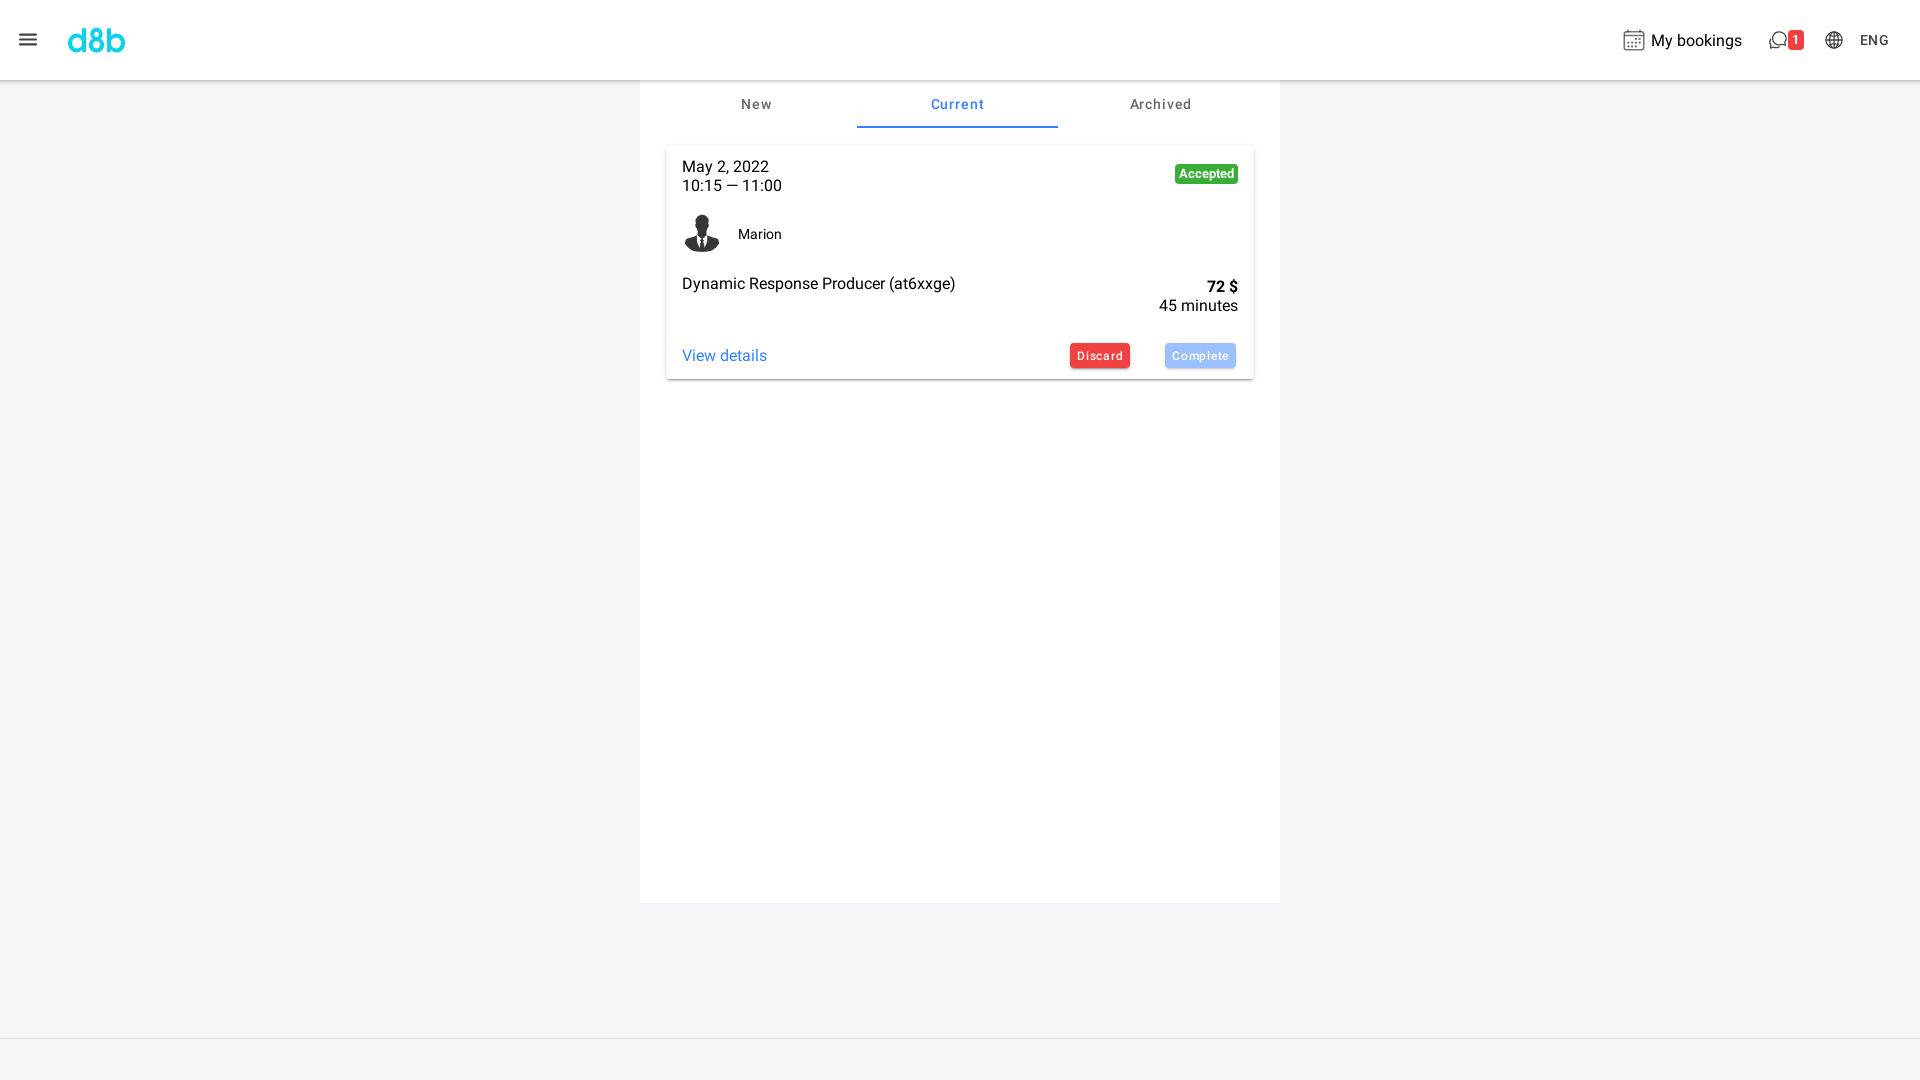 d8b
My bookings
1
ENG
New
Current
Archived
May 2, 2022
10:15 — 11:00
Accepted
Marion
Dynamic Response Producer (at6xxge)
72 $
45 minutes
View details
Discard
Complete